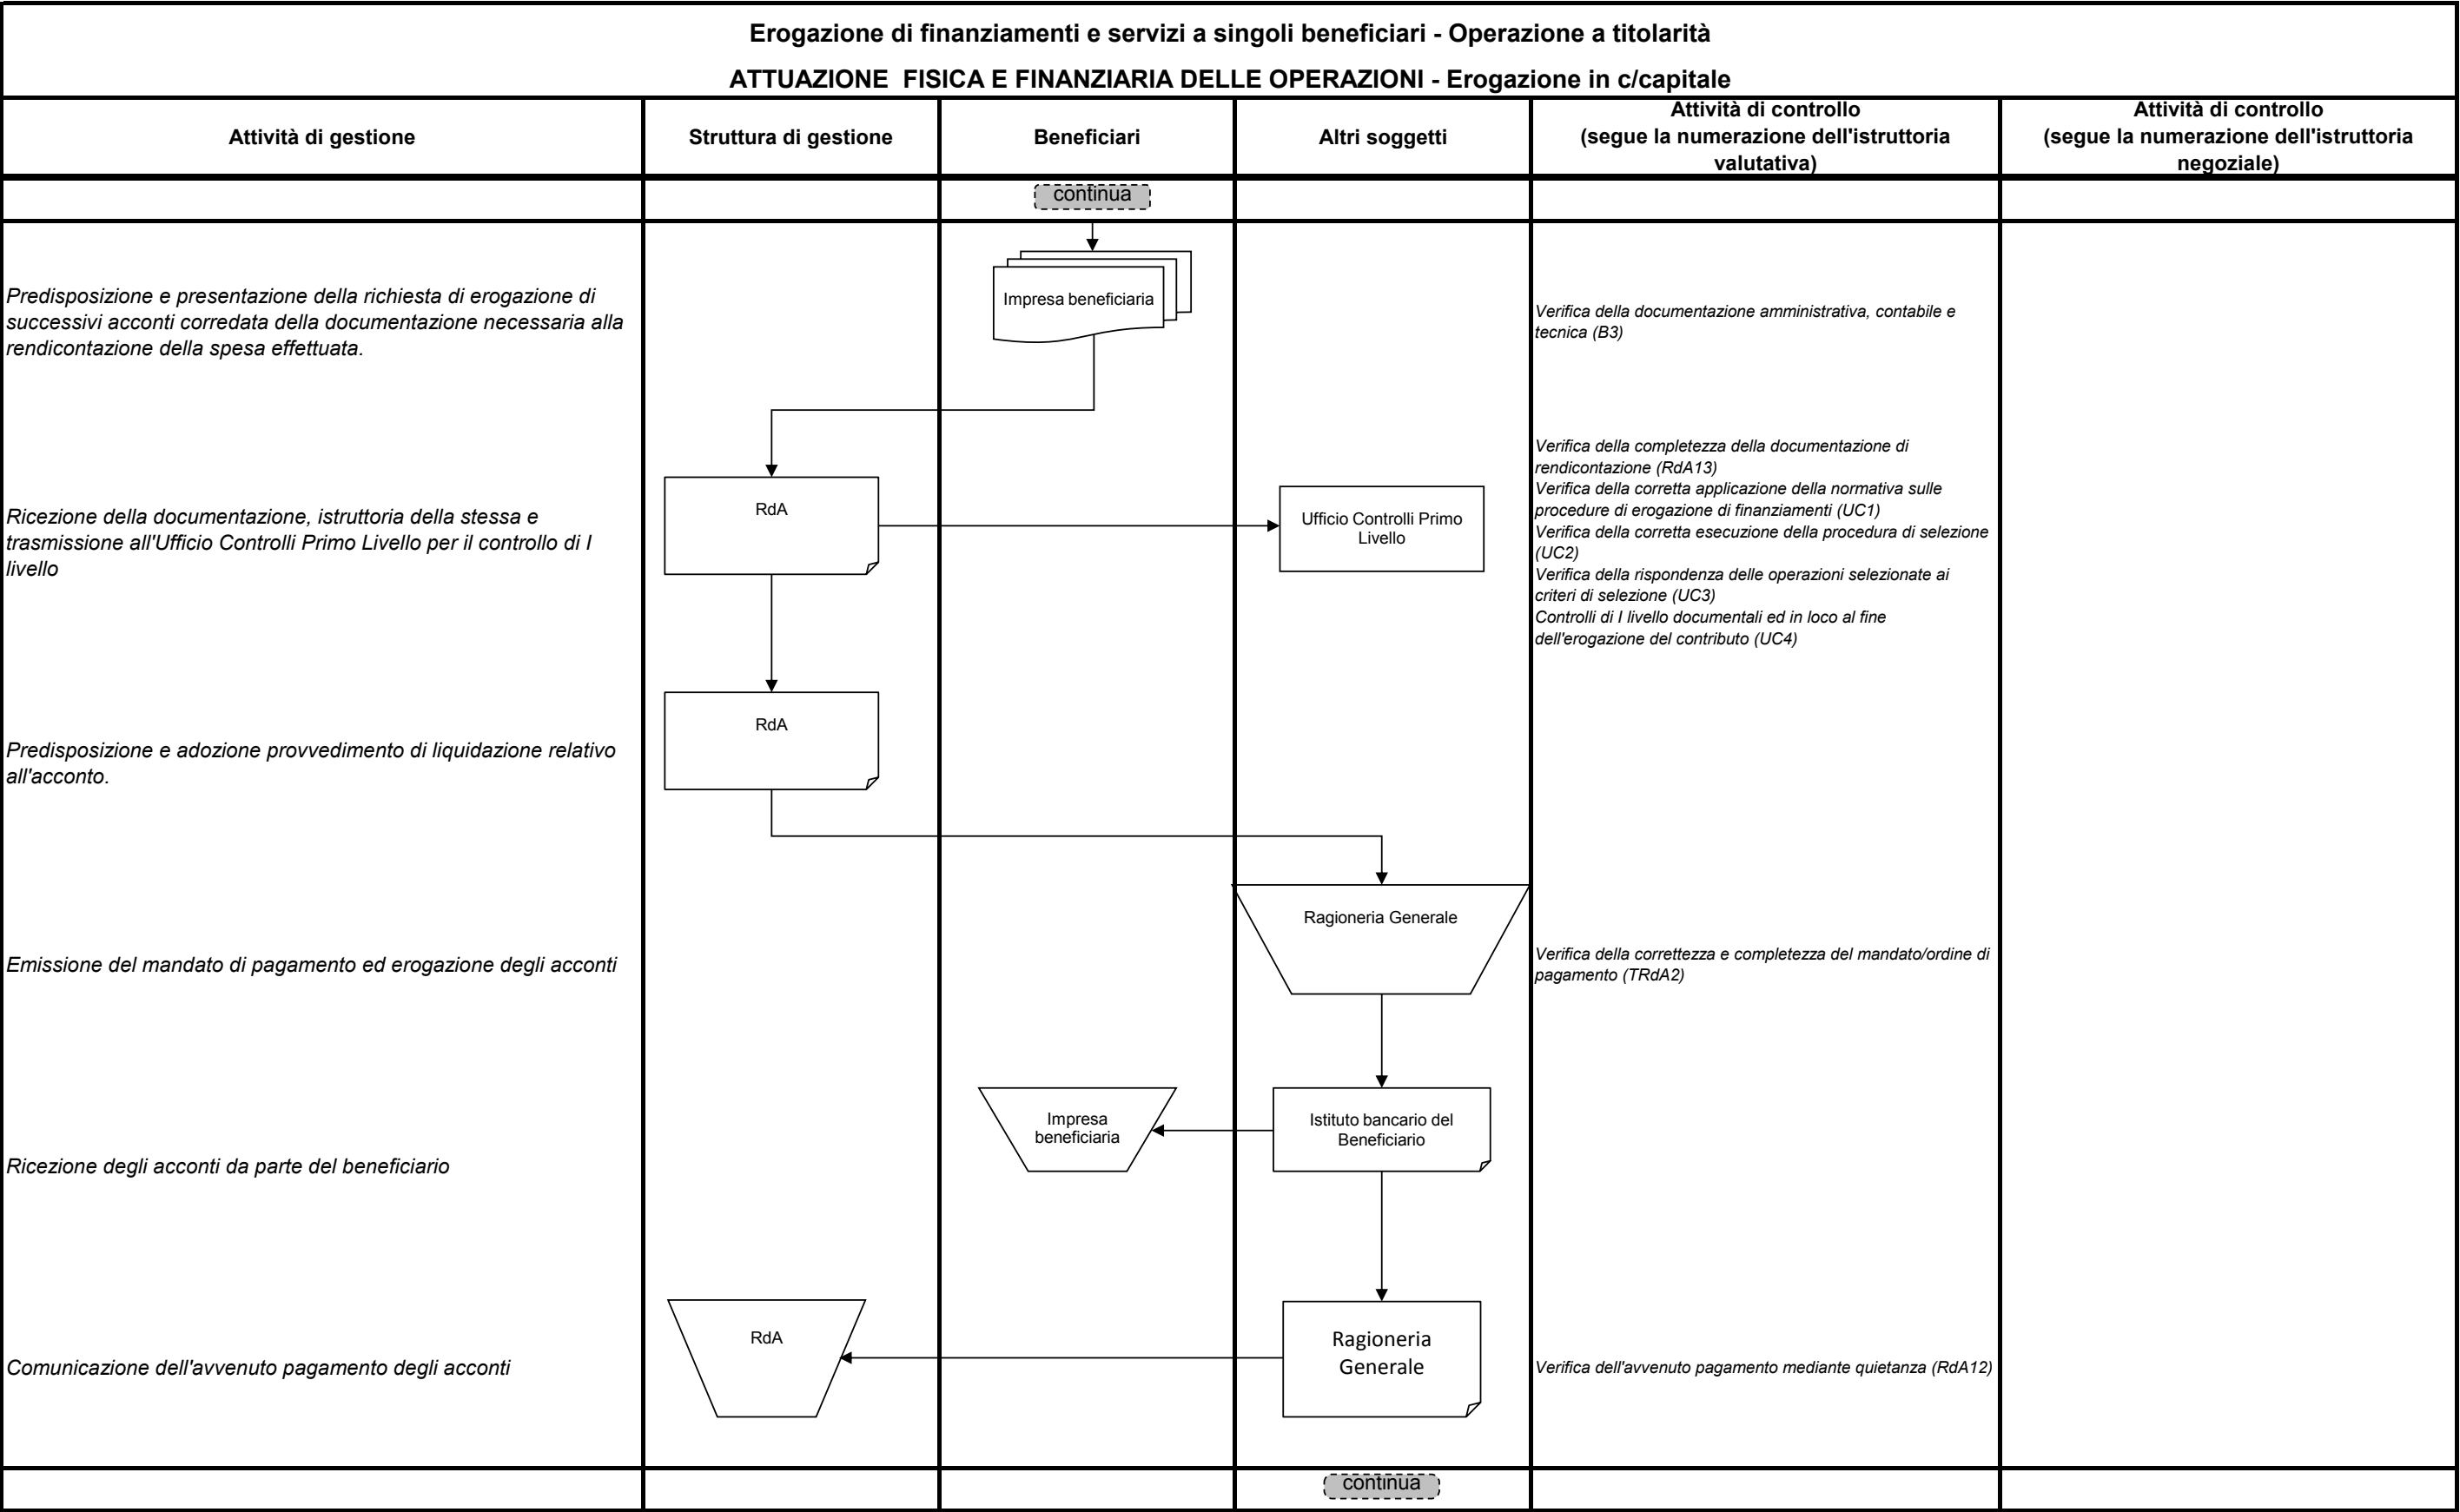 Erogazione di finanziamenti e servizi a singoli beneficiari - Operazione a titolarità
ATTUAZIONE  FISICA E FINANZIARIA DELLE OPERAZIONI - Erogazione in c/capitale
Attività di gestione
Struttura di gestione
Beneficiari
Altri soggetti
Attività di controllo
(segue la numerazione dell'istruttoria
valutativa)
Attività di controllo
(segue la numerazione dell'istruttoria
negoziale)
continua
Predisposizione e presentazione della richiesta di erogazione di
successivi acconti corredata della documentazione necessaria alla
rendicontazione della spesa effettuata.
Impresa beneficiaria
Verifica della documentazione amministrativa, contabile e
tecnica (B3)
Ricezione della documentazione, istruttoria della stessa e
trasmissione all'Ufficio Controlli Primo Livello per il controllo di I
livello
RdA
Ufficio Controlli Primo
Livello
Verifica della completezza della documentazione di
rendicontazione (RdA13)
Verifica della corretta applicazione della normativa sulle
procedure di erogazione di finanziamenti (UC1)
Verifica della corretta esecuzione della procedura di selezione
(UC2)
Verifica della rispondenza delle operazioni selezionate ai
criteri di selezione (UC3)
Controlli di I livello documentali ed in loco al fine
dell'erogazione del contributo (UC4)
Predisposizione e adozione provvedimento di liquidazione relativo
all'acconto.
RdA
Emissione del mandato di pagamento ed erogazione degli acconti
Ragioneria Generale
Verifica della correttezza e completezza del mandato/ordine di
pagamento (TRdA2)
Ricezione degli acconti da parte del beneficiario
Impresa
beneficiaria
Istituto bancario del
Beneficiario
Comunicazione dell'avvenuto pagamento degli acconti
RdA
Ragioneria
Generale
Verifica dell'avvenuto pagamento mediante quietanza (RdA12)
continua